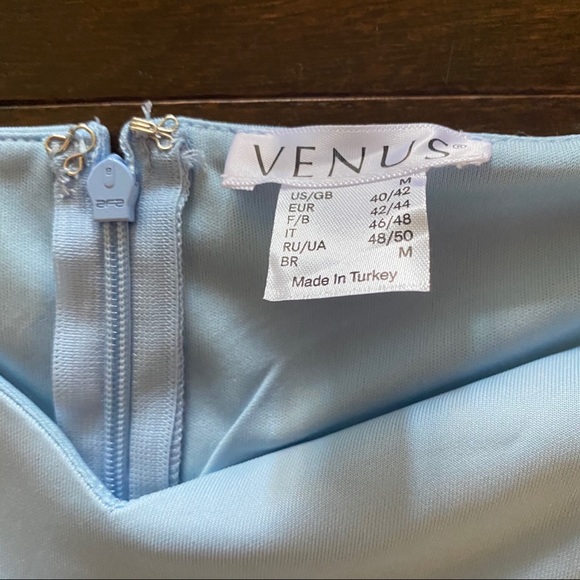 VENUS®
M
US/GB 40/42
EUR 42/44
F/B 46/48
IT 48/50
RU/UA M
BR
Made In Turkey